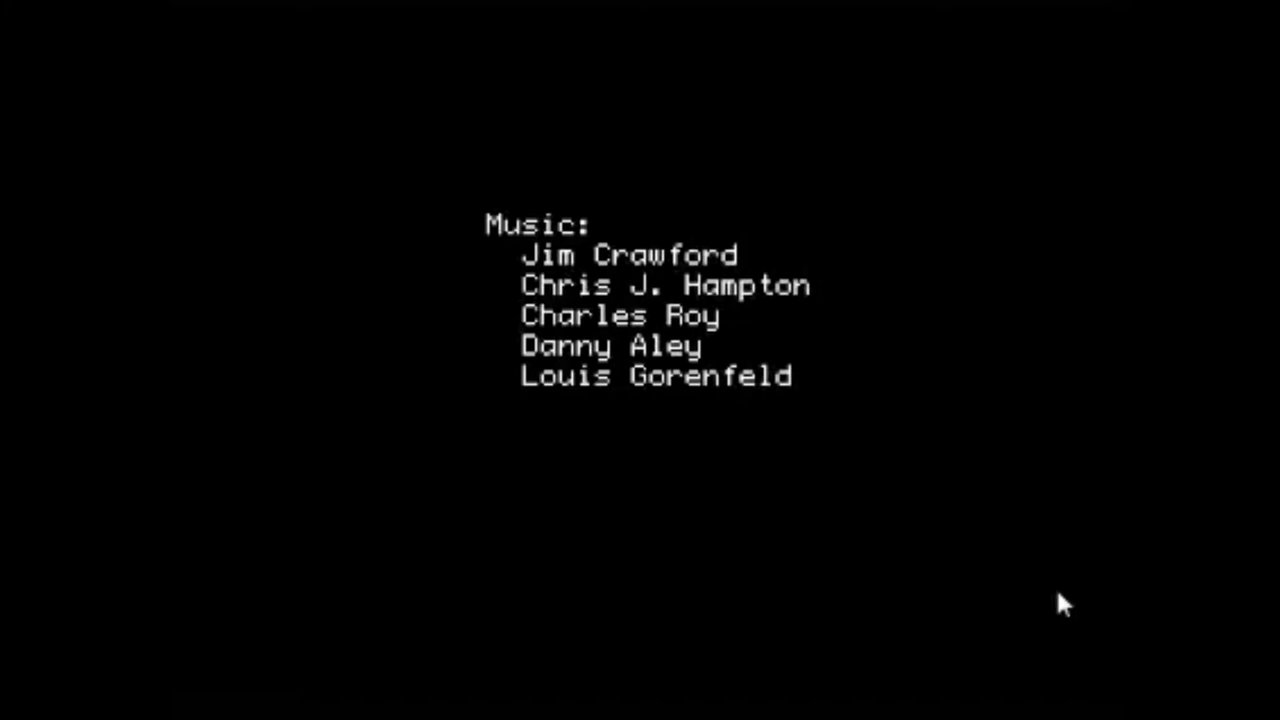 Music:
Jim Crawford
Chris J. Hampton
Charles Roy
Danny Aley
Louis Gorenfeld